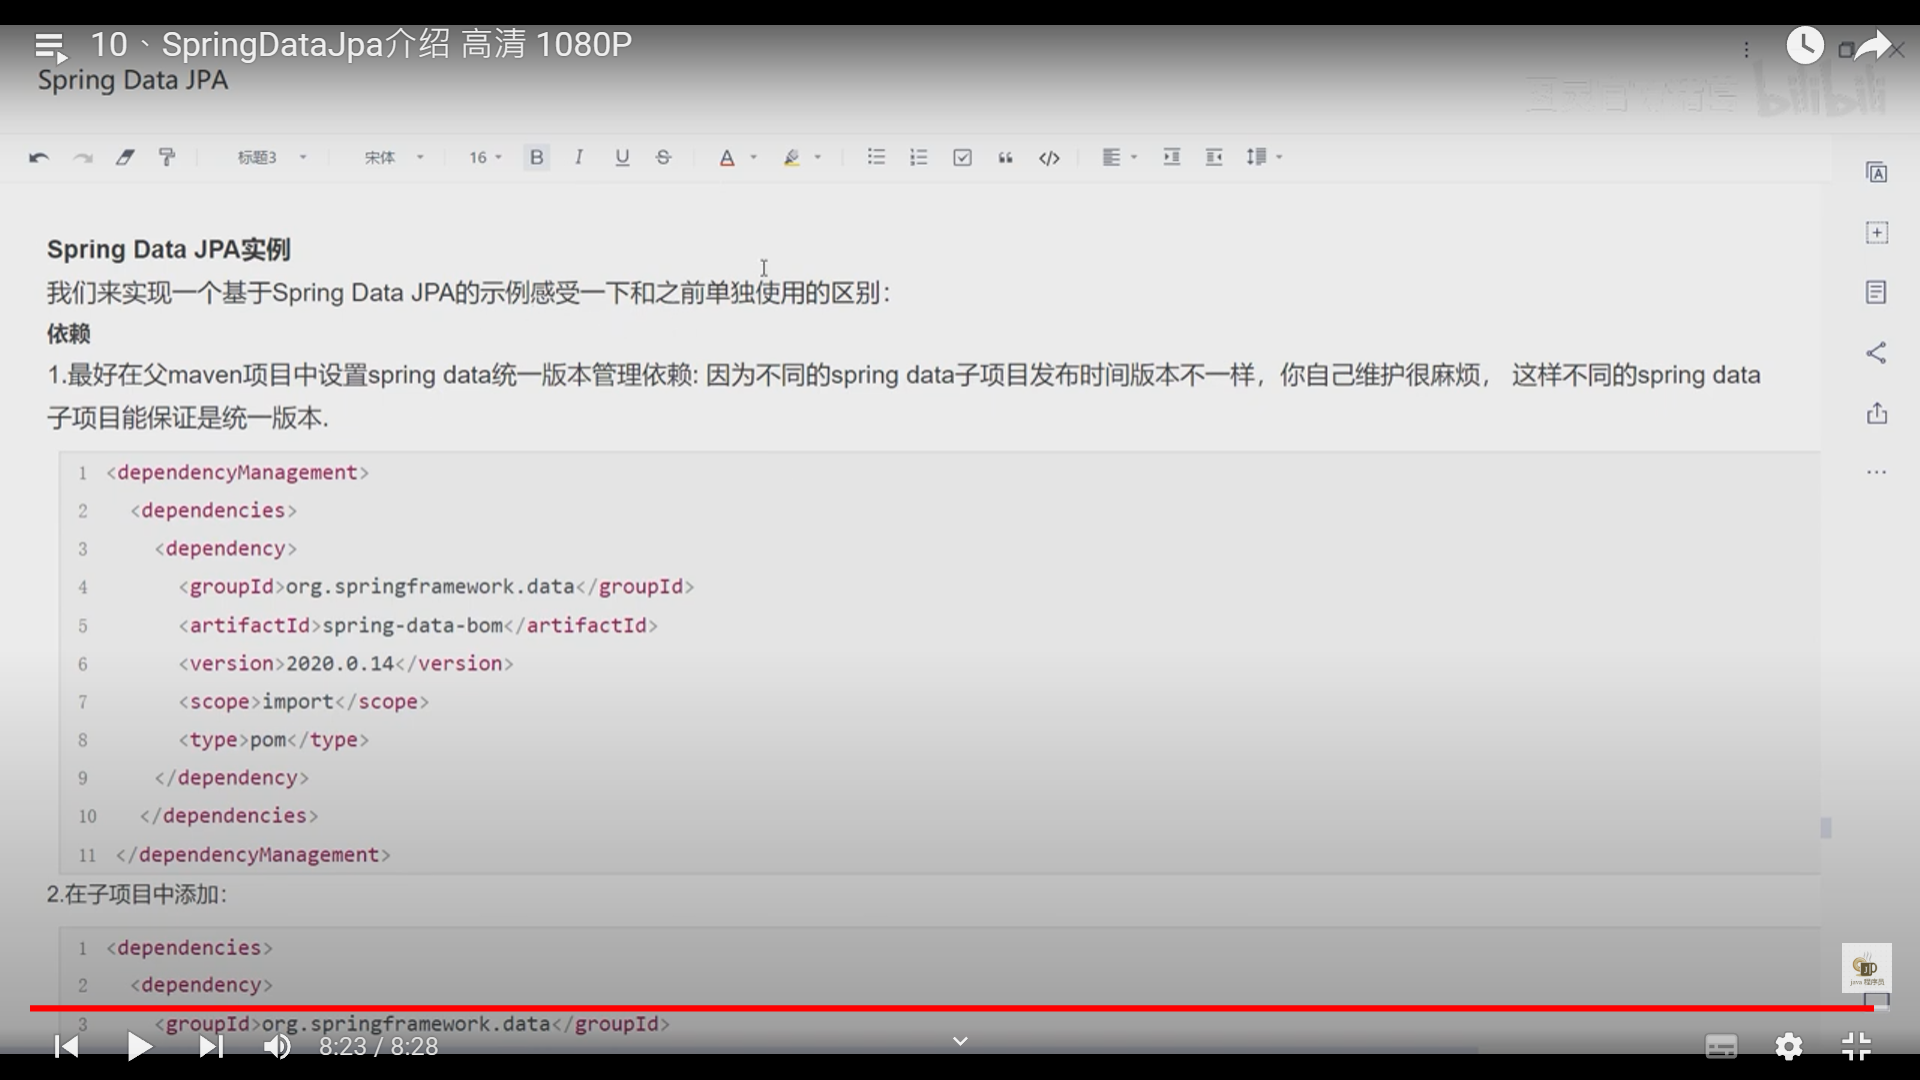 10、SpringDataJpa介绍 高清 1080P
Spring Data JPA
bilibili
标题3 宋体 16 B I U S A
Spring Data JPA实例
我们来实现一个基于Spring Data JPA的示例感受一下和之前单独使用的区别：
依赖
1.最好在父maven项目中设置spring data统一版本管理依赖: 因为不同的spring data子项目发布时间版本不一样，你自己维护很麻烦， 这样不同的spring data
子项目能保证是统一版本.
1 <dependencyManagement>
2 <dependencies>
3 <dependency>
4 <groupId>org.springframework.data</groupId>
5 <artifactId>spring-data-bom</artifactId>
6 <version>2020.0.14</version>
7 <scope>import</scope>
8 <type>pom</type>
9 </dependency>
10 </dependencies>
11 </dependencyManagement>
2.在子项目中添加：
1 <dependencies>
2 <dependency>
3 <groupId>org.springframework.data</groupId>
java 程序员
8:23 / 8:28